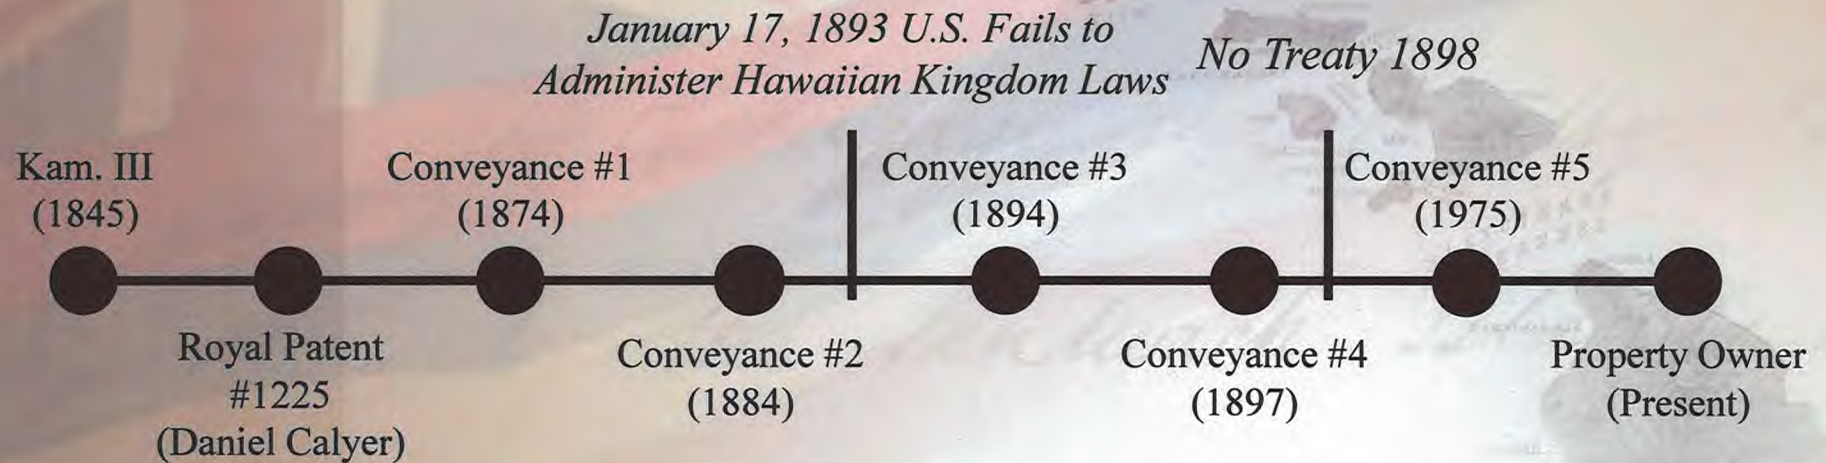 January 17, 1893 U.S. Fails to
Administer Hawaiian Kingdom Laws
No Treaty 1898
Kam. III
(1845)
Royal Patent
#1225
(Daniel Calyer)
Conveyance #1
(1874)
Conveyance #2
(1884)
Conveyance #3
(1894)
Conveyance #4
(1897)
Conveyance #5
(1975)
Property Owner
(Present)